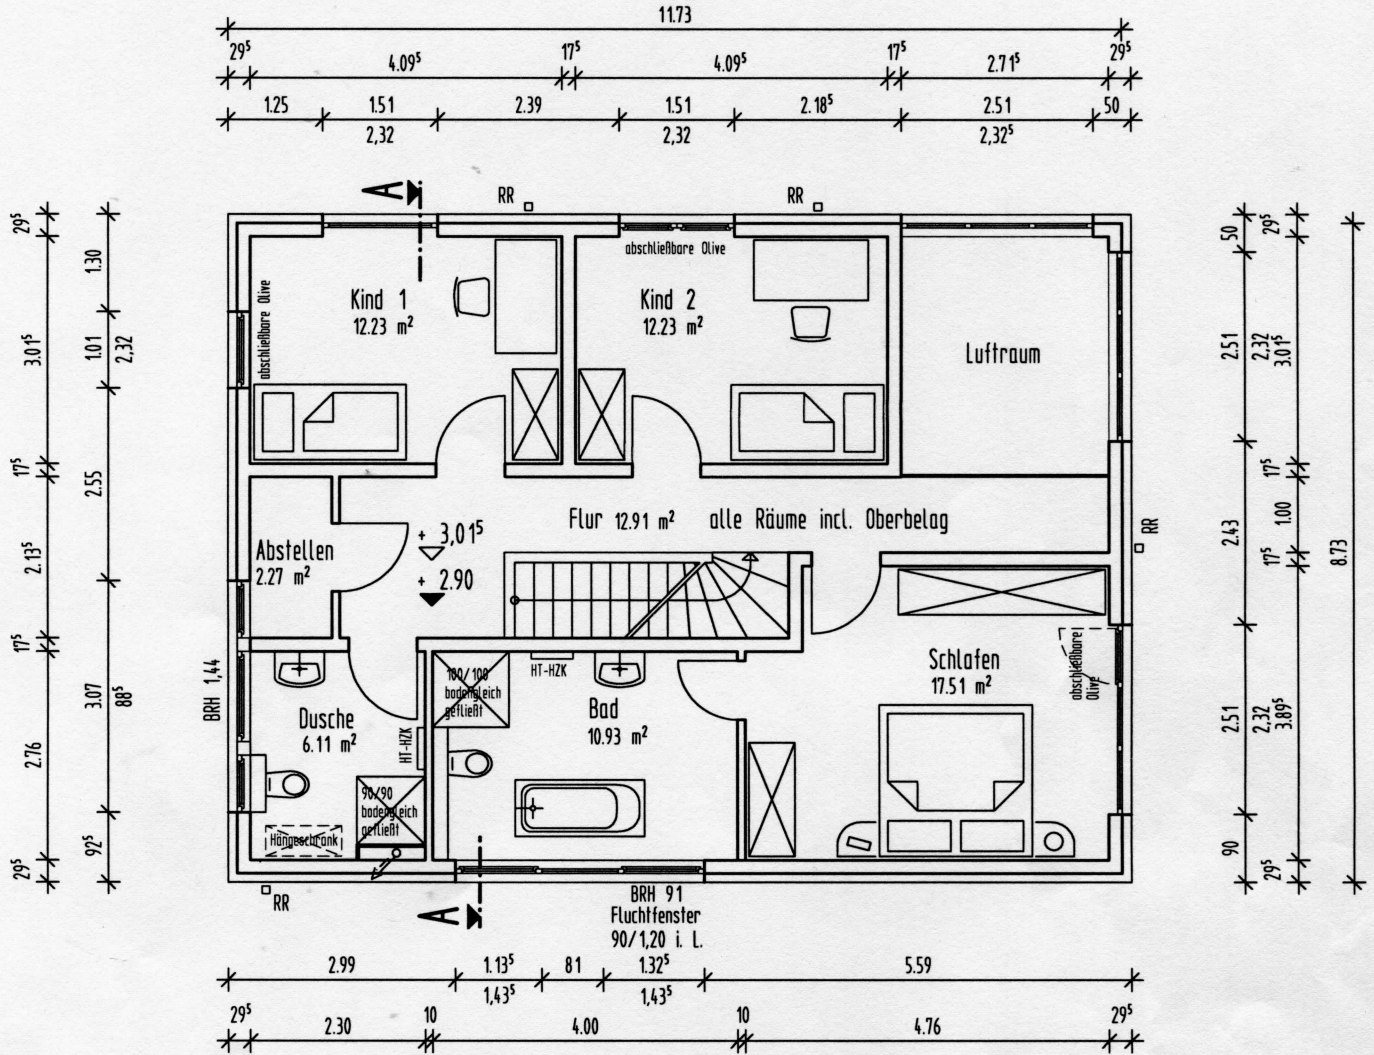 11.73
29⁵ 4.09⁵ 17⁵ 4.09⁵ 17⁵ 2.71⁵ 29⁵
1.25 1.51 2.39 1.51 2.18⁵ 2.51 50
2,32 2,32 2,32⁵
A
RR RR
29⁵ 3.01⁵ 17⁵ 2.13⁵ 17⁵ 2.76 29⁵
1.30 1.01 2.55 3.07 92⁵
2,32 88⁵
BRH 1,44
abschließbare Olive
Kind 1
12.23 m²
abschließbare Olive
Kind 2
12.23 m²
Luftraum
Flur 12.91 m² alle Räume incl. Oberbelag
+ 3,01⁵
+ 2.90
Abstellen
2.27 m²
Dusche
6.11 m²
HT-HZK
90/90
bodengleich
gefließt
Hängeschrank
100/100
bodengleich
gefließt
HT-HZK
Bad
10.93 m²
Schlafen
17.51 m²
abschließbare
Olive
50 2.51 2.43 2.51 90
2,32 2,32
29⁵ 3.01⁵ 17⁵ 1.00 17⁵ 3.89⁵ 29⁵
8.73
RR
RR
A
BRH 91
Fluchtfenster
90/1,20 i. L.
2.99 1.13⁵ 81 1.32⁵ 5.59
1,43⁵ 1,43⁵
29⁵ 2.30 10 4.00 10 4.76 29⁵